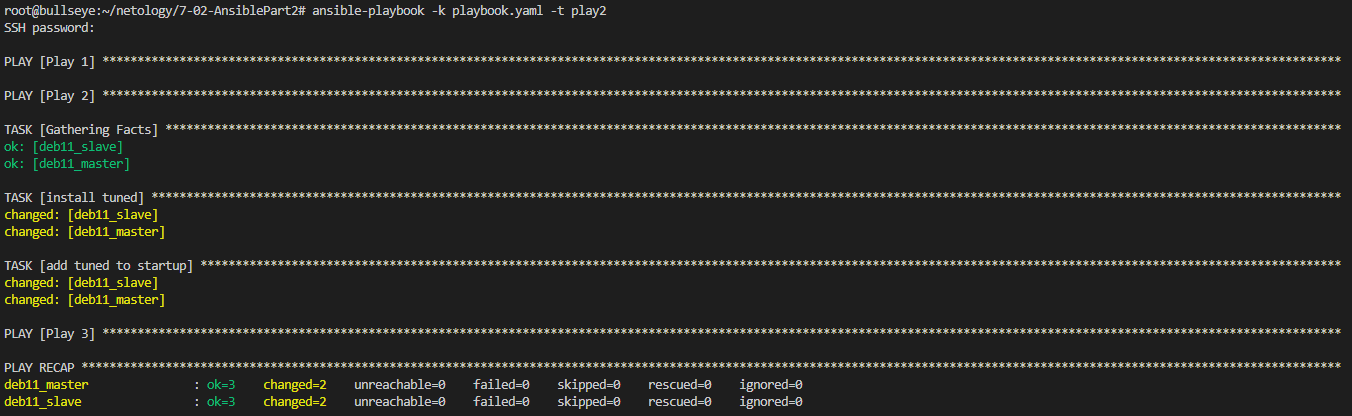 root@bullseye:~/netology/7-02-AnsiblePart2# ansible-playbook -k playbook.yaml -t play2
SSH password:
PLAY [Play 1] *********************************************************************************************************************************************************************************
PLAY [Play 2] *********************************************************************************************************************************************************************************
TASK [Gathering Facts] ************************************************************************************************************************************************************************
ok: [deb11_slave]
ok: [deb11_master]
TASK [install tuned] **************************************************************************************************************************************************************************
changed: [deb11_slave]
changed: [deb11_master]
TASK [add tuned to startup] *******************************************************************************************************************************************************************
changed: [deb11_slave]
changed: [deb11_master]
PLAY [Play 3] *********************************************************************************************************************************************************************************
PLAY RECAP ************************************************************************************************************************************************************************************
deb11_master               : ok=3    changed=2    unreachable=0    failed=0    skipped=0    rescued=0    ignored=0
deb11_slave                : ok=3    changed=2    unreachable=0    failed=0    skipped=0    rescued=0    ignored=0